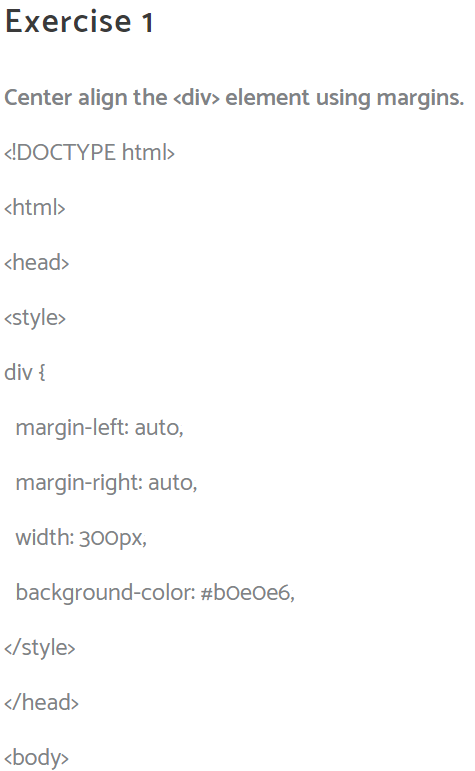 Exercise 1
Center align the <div> element using margins.
<!DOCTYPE html>
<html>
<head>
<style>
div {
margin-left: auto,
margin-right: auto,
width: 300px,
background-color: #b0e0e6,
</style>
</head>
<body>